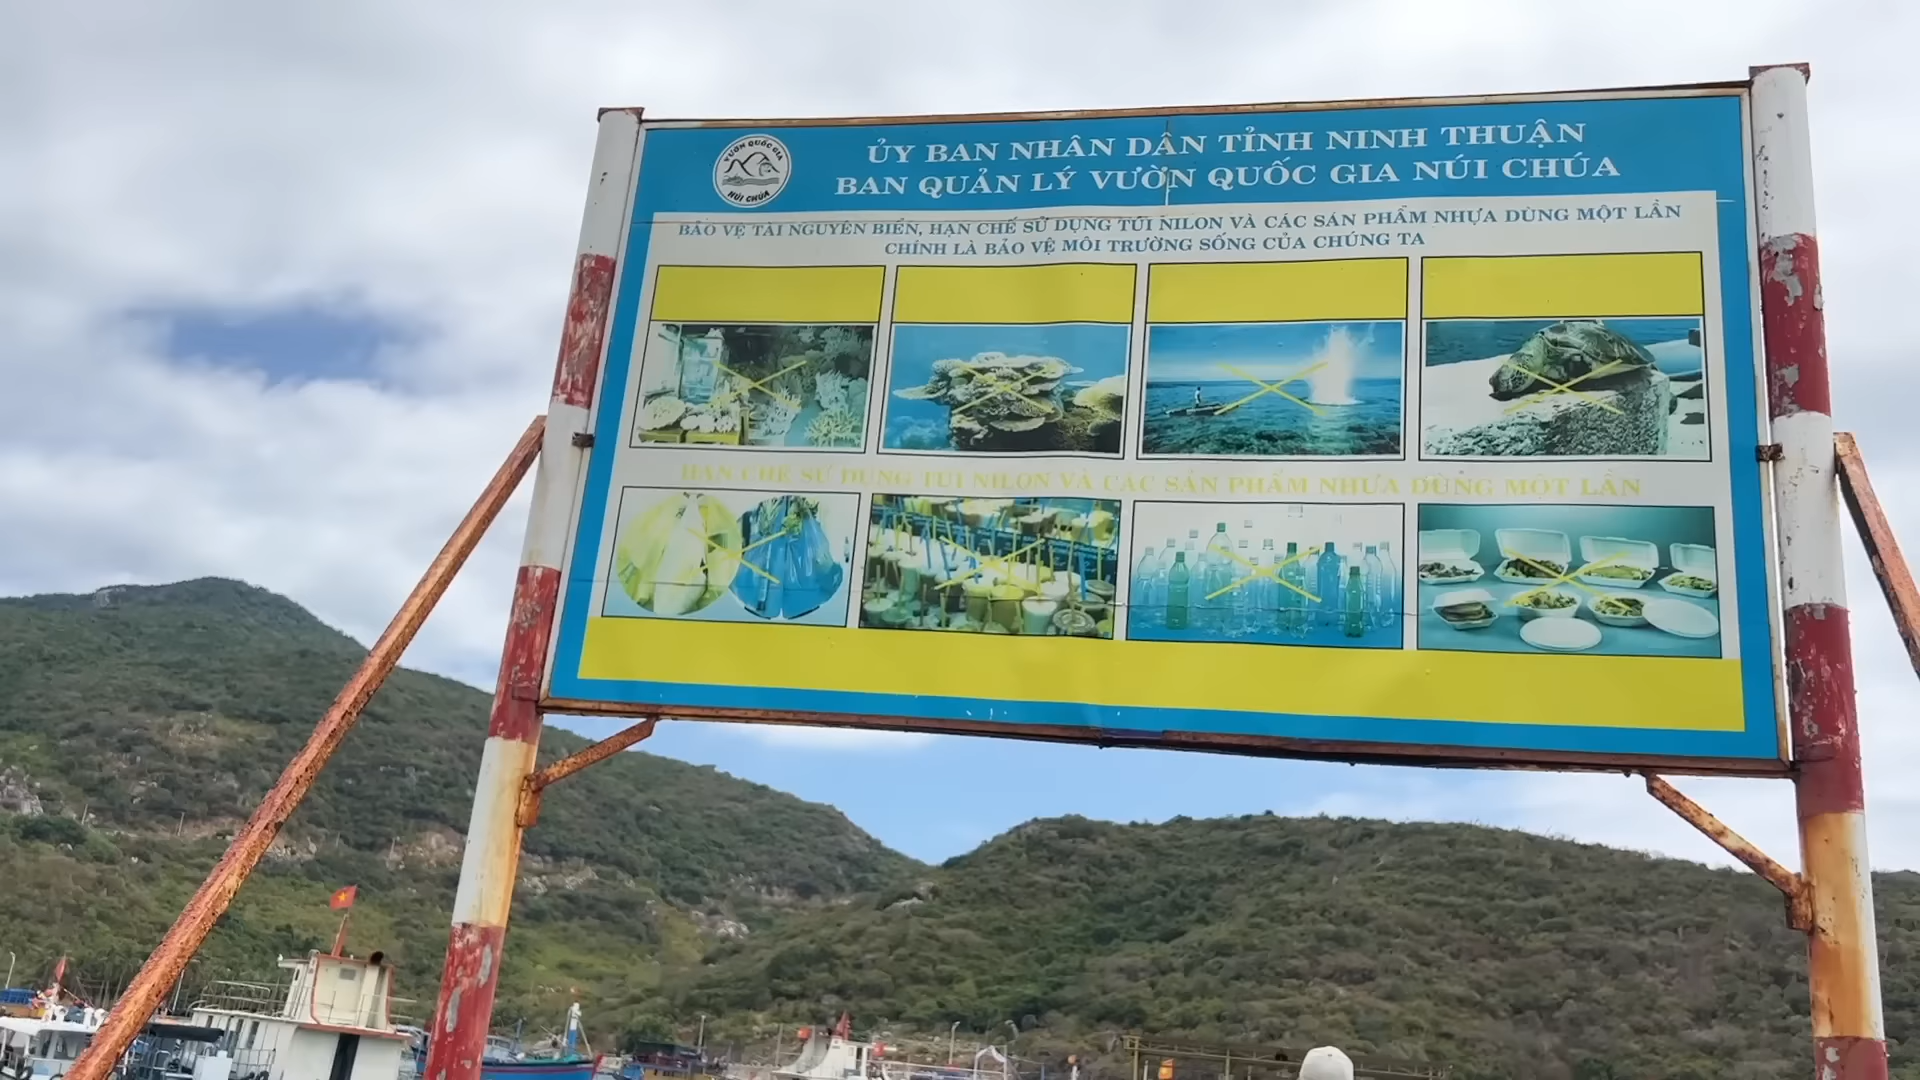 VƯỜN QUỐC GIA
NÚI CHÚA
ỦY BAN NHÂN DÂN TỈNH NINH THUẬN
BAN QUẢN LÝ VƯỜN QUỐC GIA NÚI CHÚA
BẢO VỆ TÀI NGUYÊN BIỂN, HẠN CHẾ SỬ DỤNG TÚI NILON VÀ CÁC SẢN PHẨM NHỰA DÙNG MỘT LẦN
CHÍNH LÀ BẢO VỆ MÔI TRƯỜNG SỐNG CỦA CHÚNG TA
HẠN CHẾ SỬ DỤNG TÚI NILON VÀ CÁC SẢN PHẨM NHỰA DÙNG MỘT LẦN